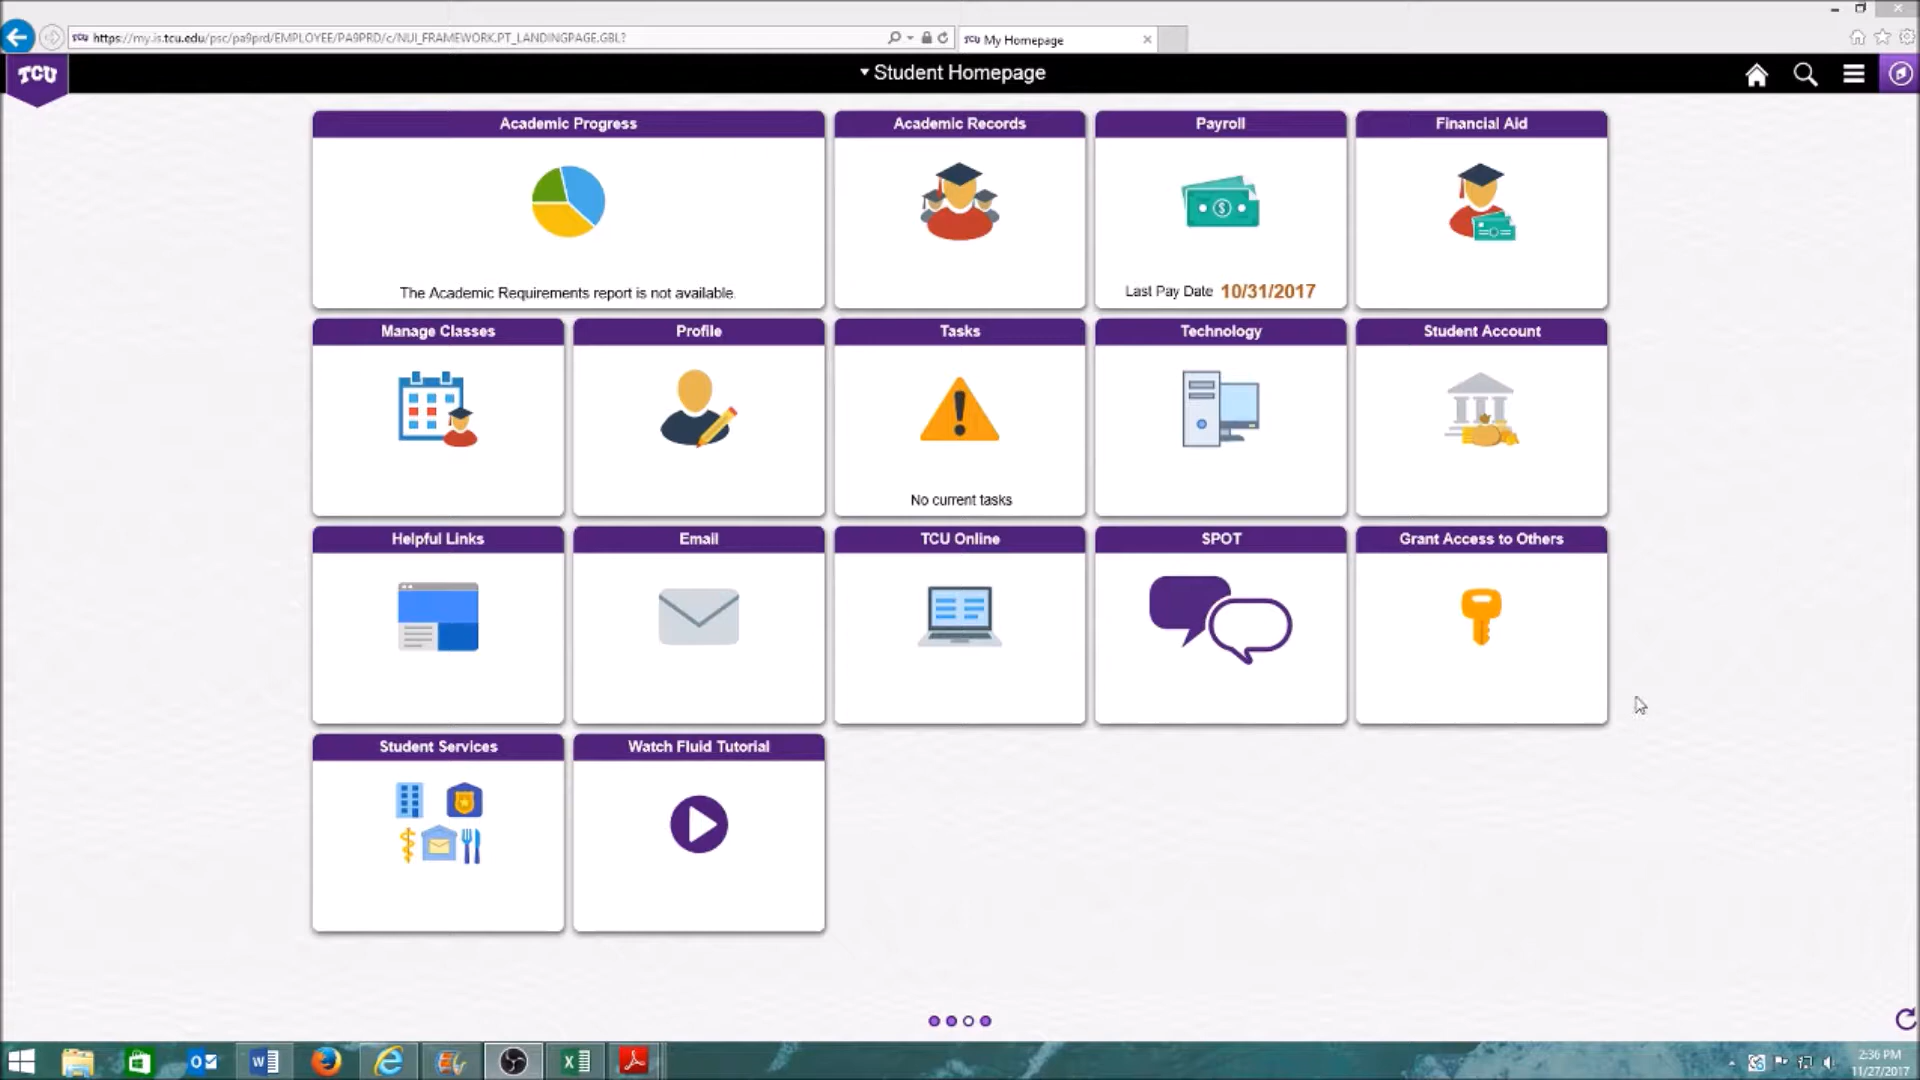 https://my.is.tcu.edu/psc/pa9prd/EMPLOYEE/PA9PRD/c/NUI_FRAMEWORK.PT_LANDINGPAGE.GBL?
TCU My Homepage
TCU
Student Homepage
Academic Progress
Academic Records
Payroll
Financial Aid
The Academic Requirements report is not available.
Last Pay Date 10/31/2017
Manage Classes
Profile
Tasks
Technology
Student Account
No current tasks
Helpful Links
Email
TCU Online
SPOT
Grant Access to Others
Student Services
Watch Fluid Tutorial
2:36 PM
11/27/2017